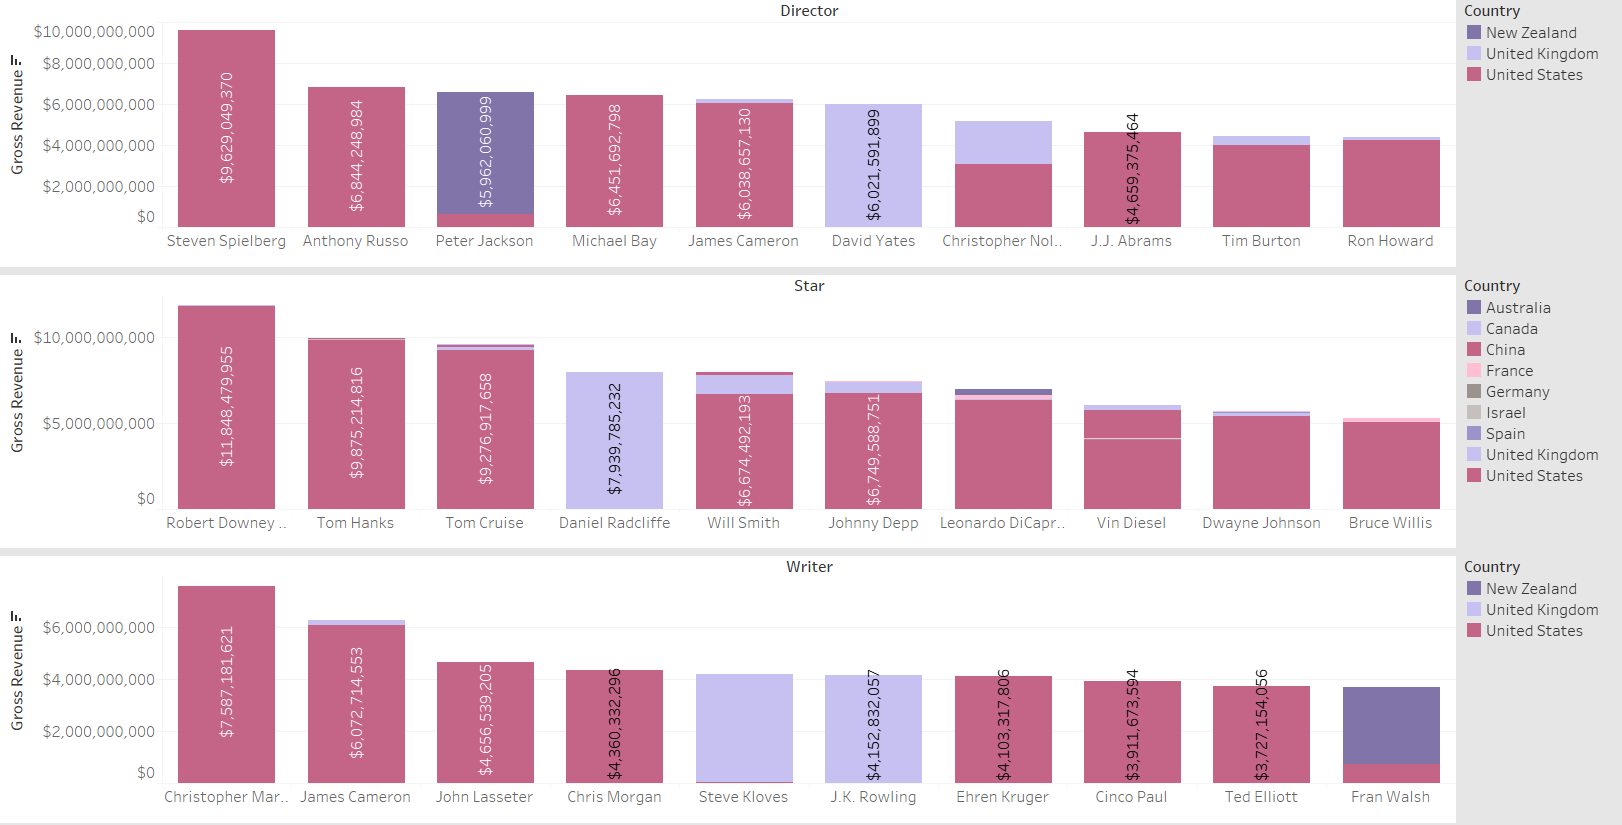 Director
Gross Revenue
$10,000,000,000
$8,000,000,000
$6,000,000,000
$4,000,000,000
$2,000,000,000
$0
$9,629,049,370
$6,844,248,984
$5,962,060,999
$6,451,692,798
$6,038,657,130
$6,021,591,899
$4,659,375,464
Steven Spielberg
Anthony Russo
Peter Jackson
Michael Bay
James Cameron
David Yates
Christopher Nol..
J.J. Abrams
Tim Burton
Ron Howard
Country
New Zealand
United Kingdom
United States
Star
Gross Revenue
$10,000,000,000
$5,000,000,000
$0
$11,848,479,955
$9,875,214,816
$9,276,917,658
$7,939,785,232
$6,674,492,193
$6,749,588,751
Robert Downey ..
Tom Hanks
Tom Cruise
Daniel Radcliffe
Will Smith
Johnny Depp
Leonardo DiCapr..
Vin Diesel
Dwayne Johnson
Bruce Willis
Country
Australia
Canada
China
France
Germany
Israel
Spain
United Kingdom
United States
Writer
Gross Revenue
$6,000,000,000
$4,000,000,000
$2,000,000,000
$0
$7,587,181,621
$6,072,714,553
$4,656,539,205
$4,360,332,296
$4,152,832,057
$4,103,317,806
$3,911,673,594
$3,727,154,056
Christopher Mar..
James Cameron
John Lasseter
Chris Morgan
Steve Kloves
J.K. Rowling
Ehren Kruger
Cinco Paul
Ted Elliott
Fran Walsh
Country
New Zealand
United Kingdom
United States